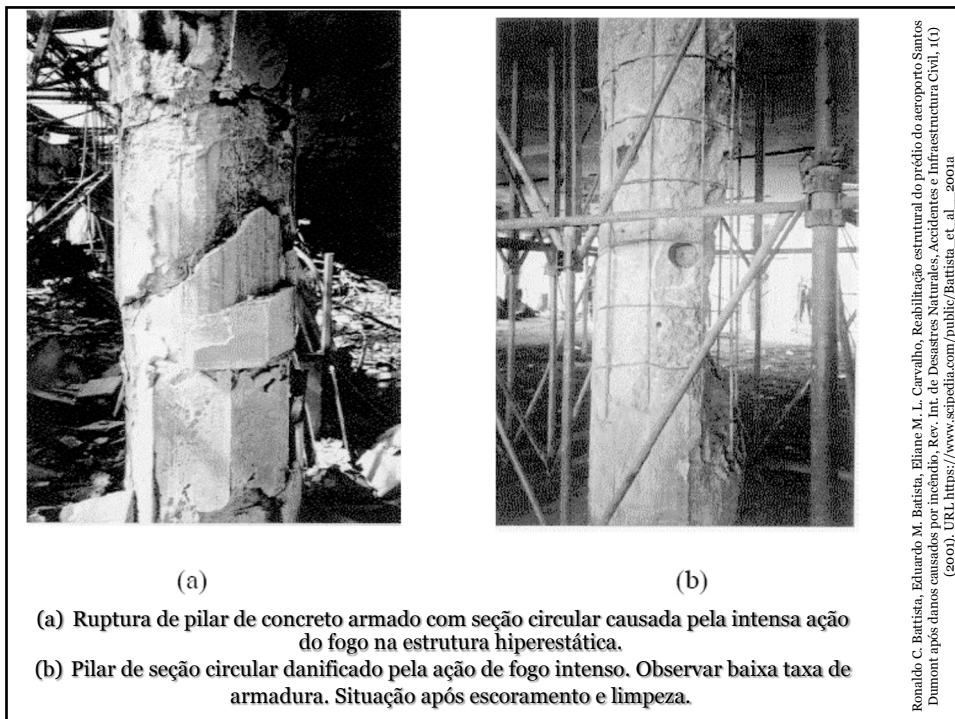 (a)
(b)
(a) Ruptura de pilar de concreto armado com seção circular causada pela intensa ação
do fogo na estrutura hiperestática.
(b) Pilar de seção circular danificado pela ação de fogo intenso. Observar baixa taxa de
armadura. Situação após escoramento e limpeza.
Ronaldo C. Battista, Eduardo M. Batista, Eliane M. L. Carvalho, Reabilitação estrutural do prédio do aeroporto Santos
Dumont após danos causados por incêndio, Rev. Int. de Desastres Naturales, Accidentes e Infraestructura Civil, 1(1)
(2001). URL https://www.scipedia.com/public/Battista_et_al__2001a